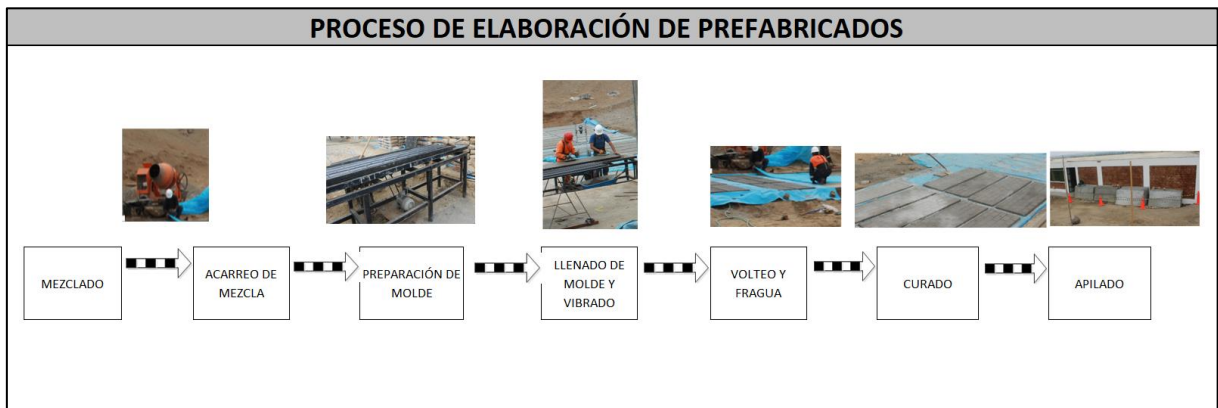 PROCESO DE ELABORACIÓN DE PREFABRICADOS
MEZCLADO
ACARREO DE
MEZCLA
PREPARACIÓN DE
MOLDE
LLENADO DE
MOLDE Y
VIBRADO
VOLTEO Y
FRAGUA
CURADO
APILADO